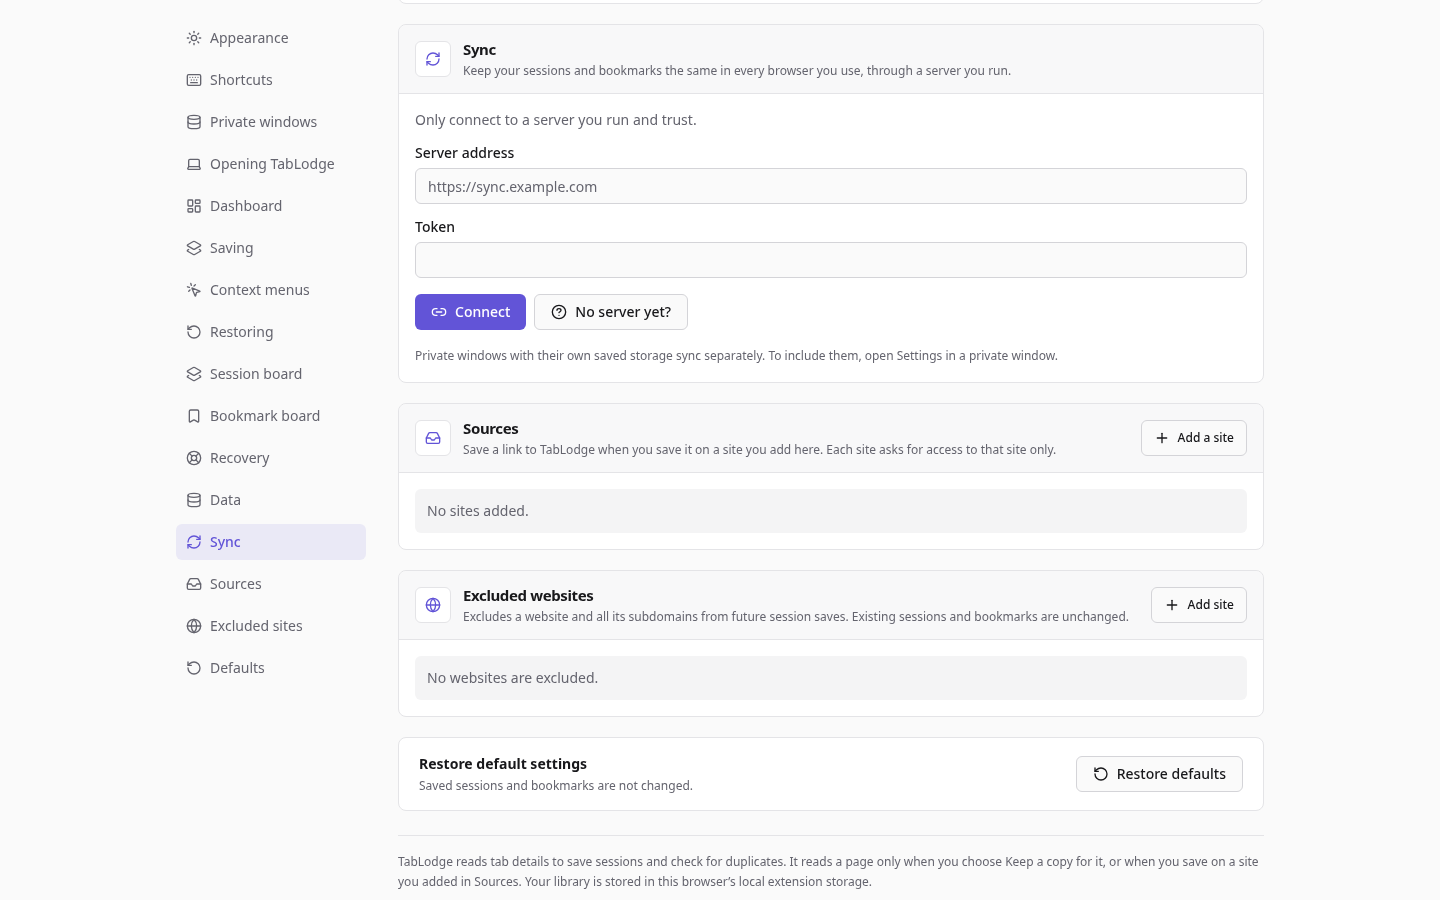 Appearance
Shortcuts
Private windows
Opening TabLodge
Dashboard
Saving
Context menus
Restoring
Session board
Bookmark board
Recovery
Data
Sync
Sources
Excluded sites
Defaults
Sync
Keep your sessions and bookmarks the same in every browser you use, through a server you run.
Only connect to a server you run and trust.
Server address
https://sync.example.com
Token
Connect
No server yet?
Private windows with their own saved storage sync separately. To include them, open Settings in a private window.
Sources
Save a link to TabLodge when you save it on a site you add here. Each site asks for access to that site only.
Add a site
No sites added.
Excluded websites
Excludes a website and all its subdomains from future session saves. Existing sessions and bookmarks are unchanged.
Add site
No websites are excluded.
Restore default settings
Saved sessions and bookmarks are not changed.
Restore defaults
TabLodge reads tab details to save sessions and check for duplicates. It reads a page only when you choose Keep a copy for it, or when you save on a site
you added in Sources. Your library is stored in this browser’s local extension storage.